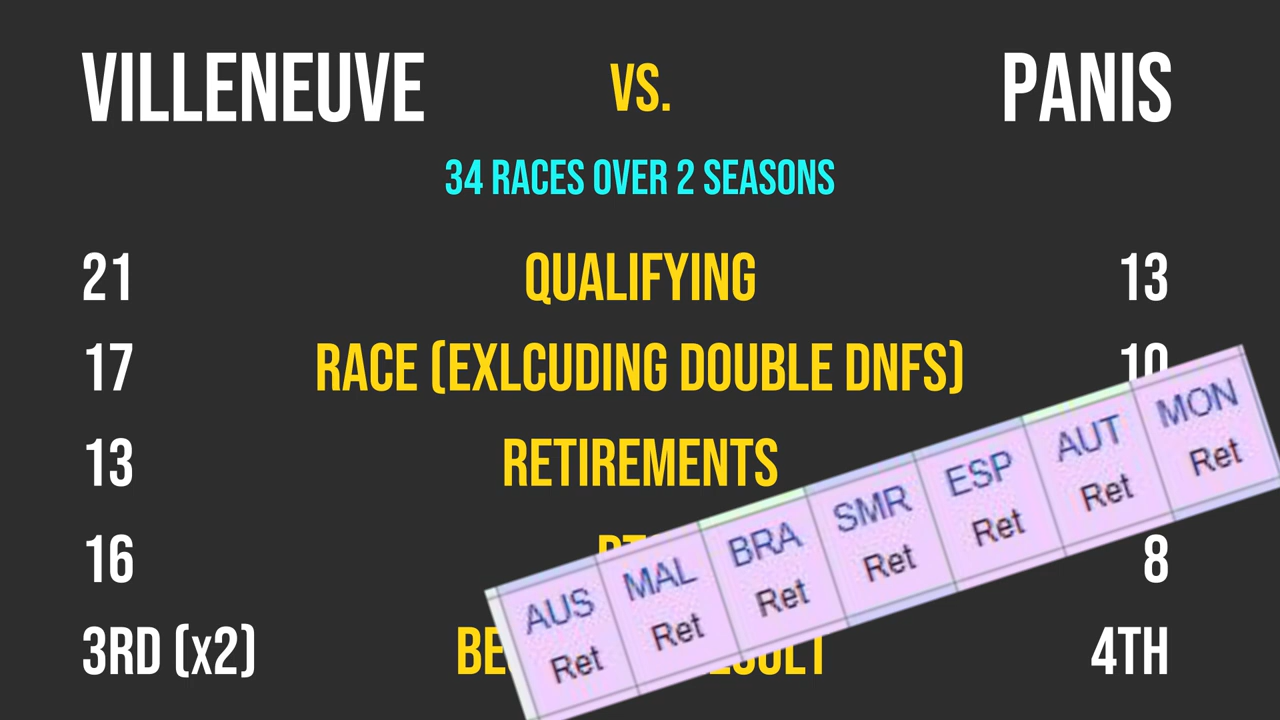 VILLENEUVE VS. PANIS
34 RACES OVER 2 SEASONS
21 QUALIFYING 13
17 RACE (EXLCUDING DOUBLE DNFS) 10
13 RETIREMENTS
16 8
3RD (x2) 4TH
AUS MAL BRA SMR ESP AUT MON
Ret Ret Ret Ret Ret Ret Ret